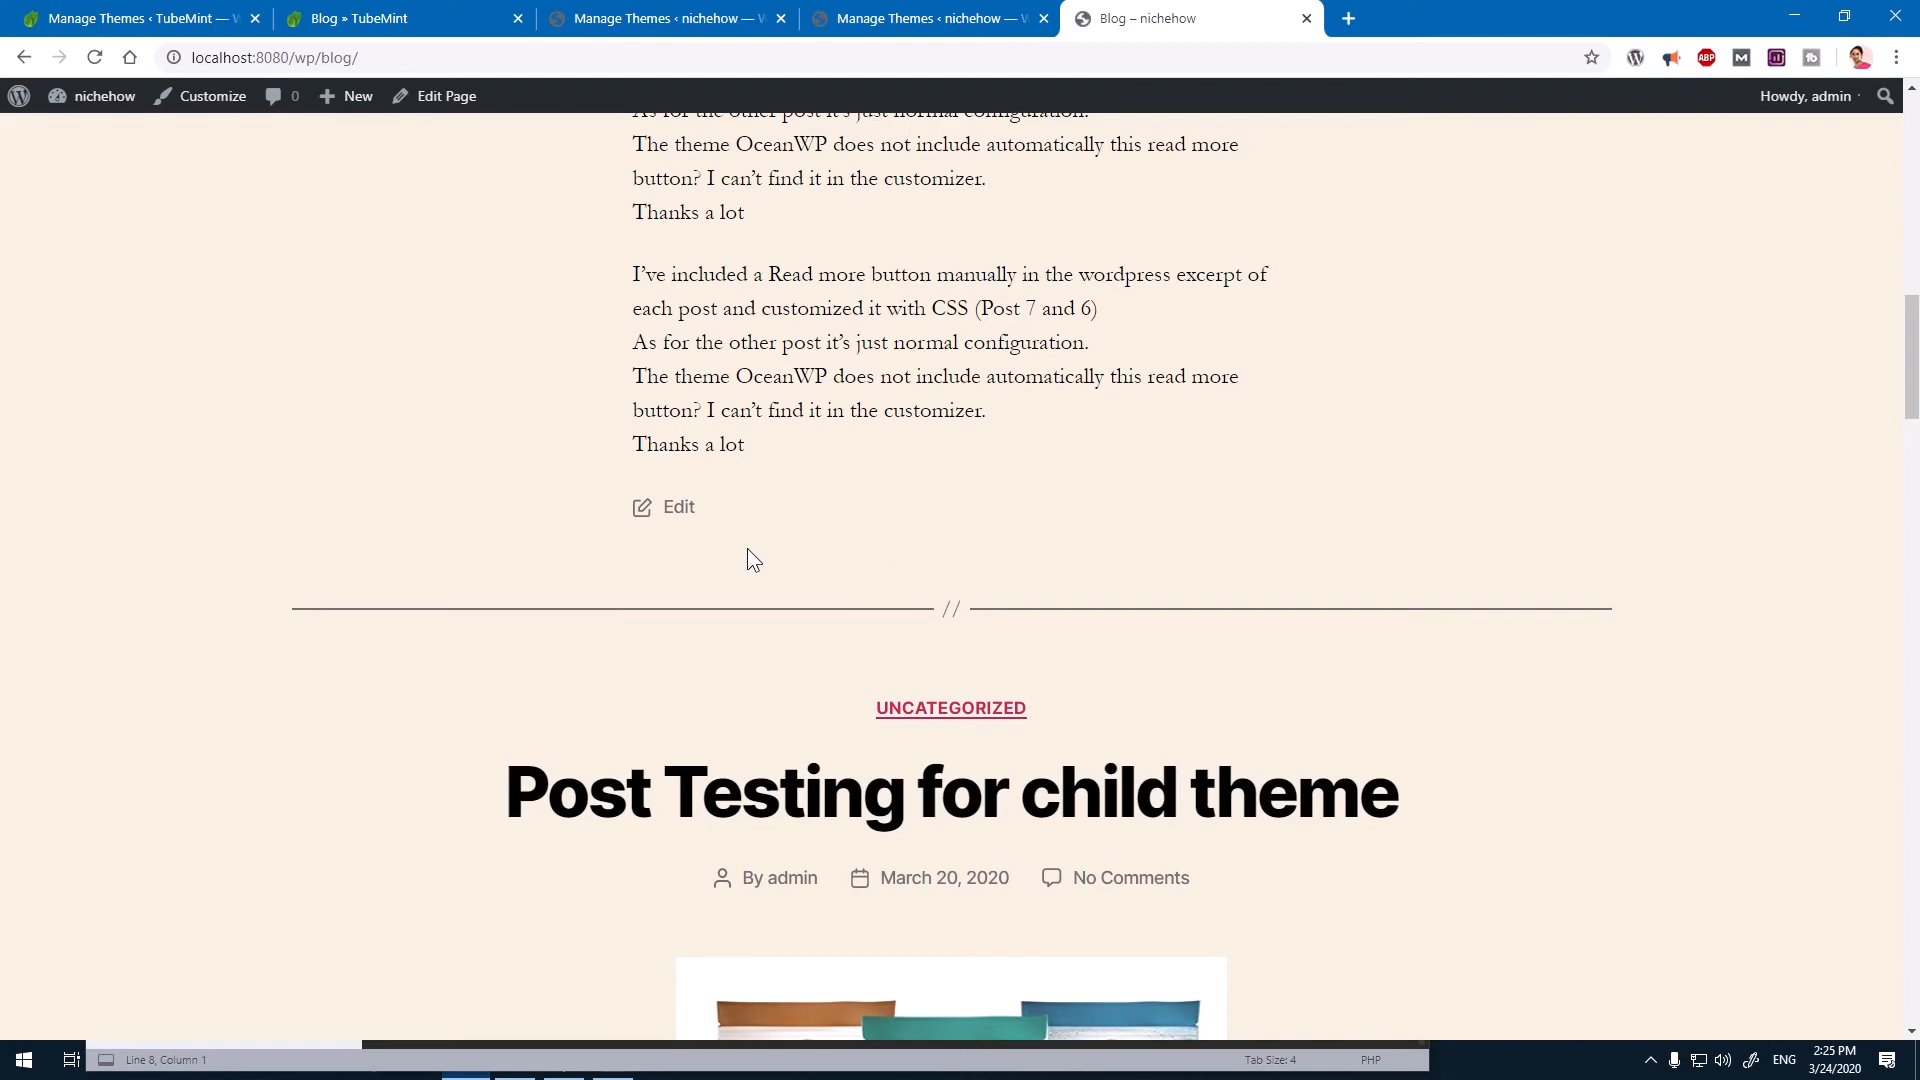 Manage Themes ‹ TubeMint — W
Blog » TubeMint
Manage Themes ‹ nichehow — W
Manage Themes ‹ nichehow — W
Blog – nichehow
localhost:8080/wp/blog/
ABP
nichehow
Customize
0
New
Edit Page
Howdy, admin
As for the other post it’s just normal configuration.
The theme OceanWP does not include automatically this read more
button? I can’t find it in the customizer.
Thanks a lot
I’ve included a Read more button manually in the wordpress excerpt of
each post and customized it with CSS (Post 7 and 6)
As for the other post it’s just normal configuration.
The theme OceanWP does not include automatically this read more
button? I can’t find it in the customizer.
Thanks a lot
Edit
//
UNCATEGORIZED
Post Testing for child theme
By admin
March 20, 2020
No Comments
Line 8, Column 1
Tab Size: 4
PHP
ENG
2:25 PM
3/24/2020